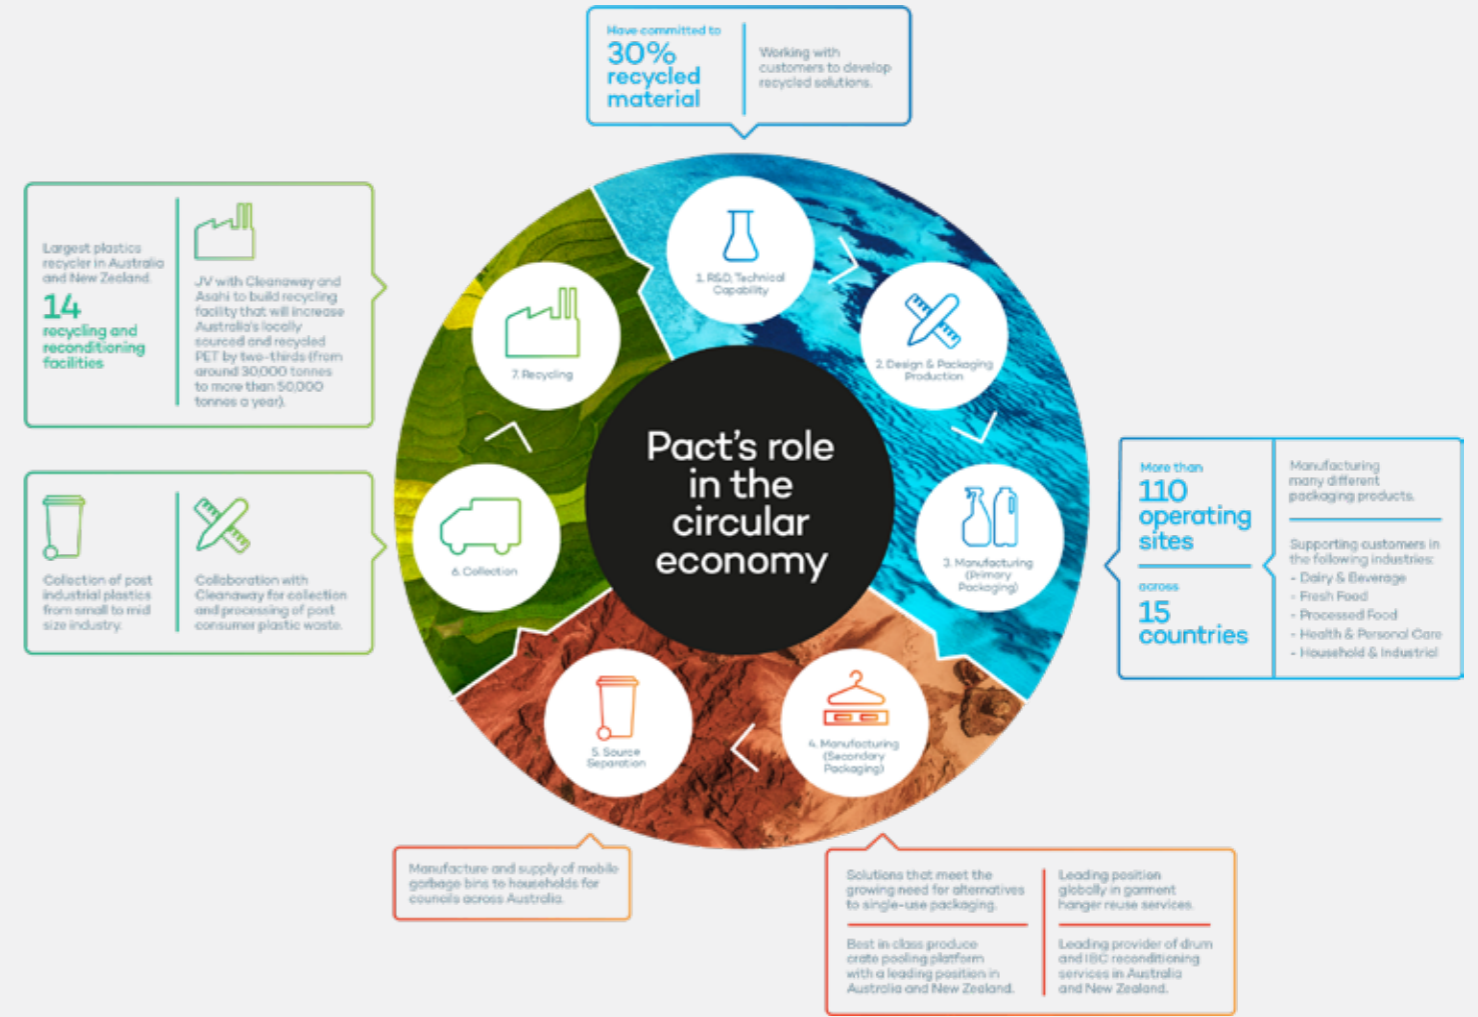 Have committed to
30%
recycled
material
Working with
customers to develop
recycled solutions.
Largest plastics
recycler in Australia
and New Zealand.
14
recycling and
reconditioning
facilities
JV with Cleanaway and
Asahi to build recycling
facility that will increase
Australia's locally
sourced and recycled
PET by two-thirds (from
around 30,000 tonnes
to more than 50,000
tonnes a year).
Collection of post
industrial plastics
from small to mid
size industry.
Collaboration with
Cleanaway for collection
and processing of post
consumer plastic waste.
Pact's role
in the
circular
economy
1. R&D, Technical
Capability
2. Design & Packaging
Production
3. Manufacturing
(Primary
Packaging)
4. Manufacturing
(Secondary
Packaging)
5. Source
Separation
6. Collection
7. Recycling
More than
110
operating
sites
across
15
countries
Manufacturing
many different
packaging products.
Supporting customers in
the following industries:
- Dairy & Beverage
- Fresh Food
- Processed Food
- Health & Personal Care
- Household & Industrial
Manufacture and supply of mobile
garbage bins to households for
councils across Australia.
Solutions that meet the
growing need for alternatives
to single-use packaging.
Best in class produce
crate pooling platform
with a leading position in
Australia and New Zealand.
Leading position
globally in garment
hanger reuse services.
Leading provider of drum
and IBC reconditioning
services in Australia
and New Zealand.